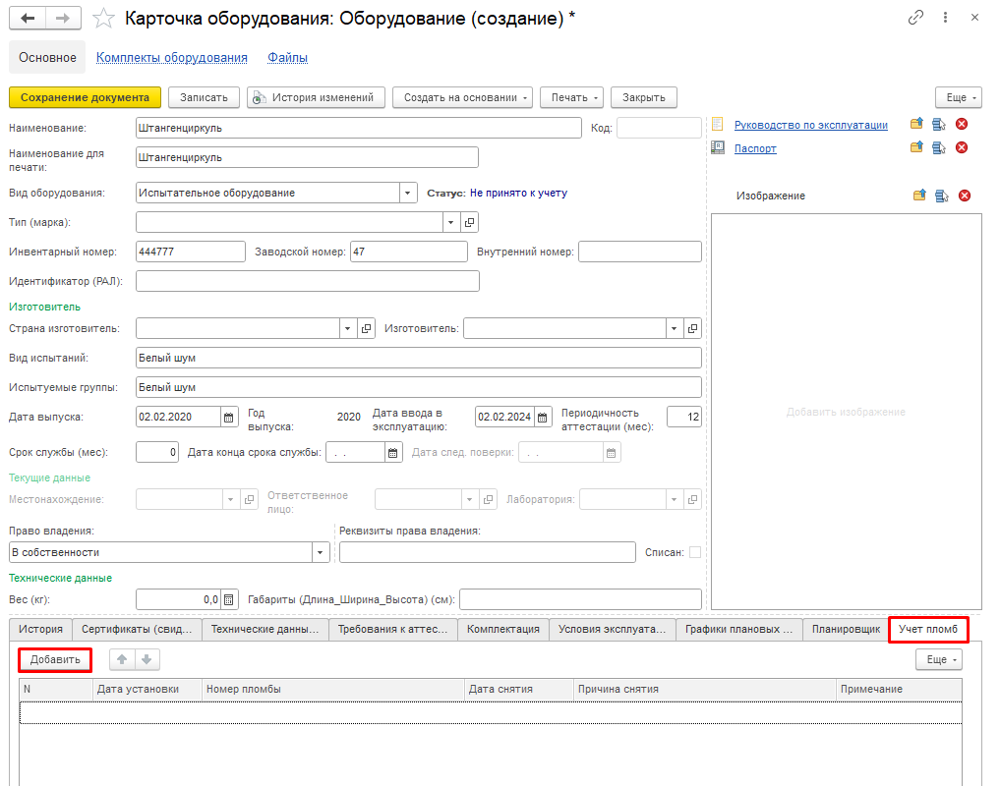 Карточка оборудования: Оборудование (создание) *
Основное Комплекты оборудования Файлы
Сохранение документа Записать История изменений Создать на основании Печать Закрыть Еще
Наименование: Штангенциркуль Код: Руководство по эксплуатации
Наименование для печати: Штангенциркуль Паспорт
Вид оборудования: Испытательное оборудование Статус: Не принято к учету Изображение
Тип (марка):
Инвентарный номер: 444777 Заводской номер: 47 Внутренний номер:
Идентификатор (РАЛ):
Изготовитель
Страна изготовитель: Изготовитель:
Вид испытаний: Белый шум
Испытуемые группы: Белый шум
Дата выпуска: 02.02.2020 Год выпуска: 2020 Дата ввода в эксплуатацию: 02.02.2024 Периодичность аттестации (мес): 12 Добавить изображение
Срок службы (мес): 0 Дата конца срока службы: . . Дата след. поверки: . .
Текущие данные
Местонахождение: Ответственное лицо: Лаборатория:
Право владения: Реквизиты права владения:
В собственности Списан:
Технические данные
Вес (кг): 0,0 Габариты (Длина_Ширина_Высота) (см):
История Сертификаты (свид... Технические данны... Требования к аттес... Комплектация Условия эксплуата... Графики плановых ... Планировщик Учет пломб
Добавить Еще
N Дата установки Номер пломбы Дата снятия Причина снятия Примечание